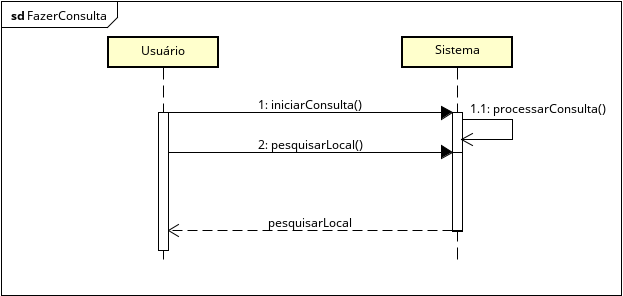 sd FazerConsulta
Usuário
Sistema
1: iniciarConsulta()
1.1: processarConsulta()
2: pesquisarLocal()
pesquisarLocal